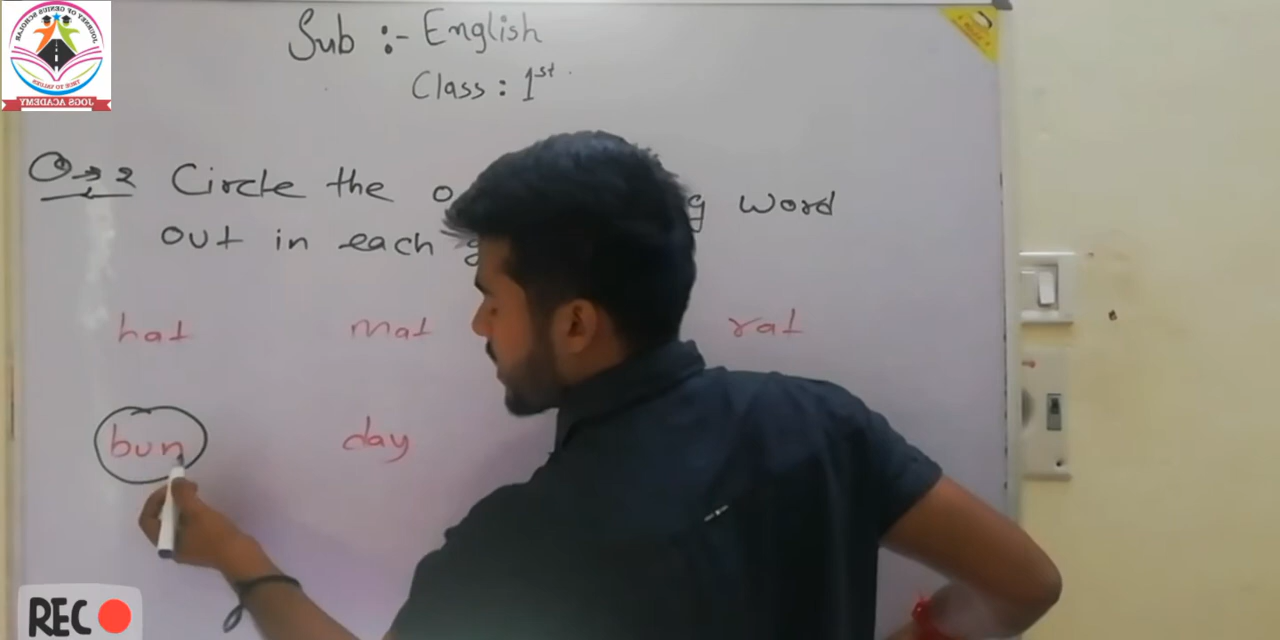 Sub :- English
Class : 1st
Q→2 Circle the word
out in each
hat mat rat
bun day
REC